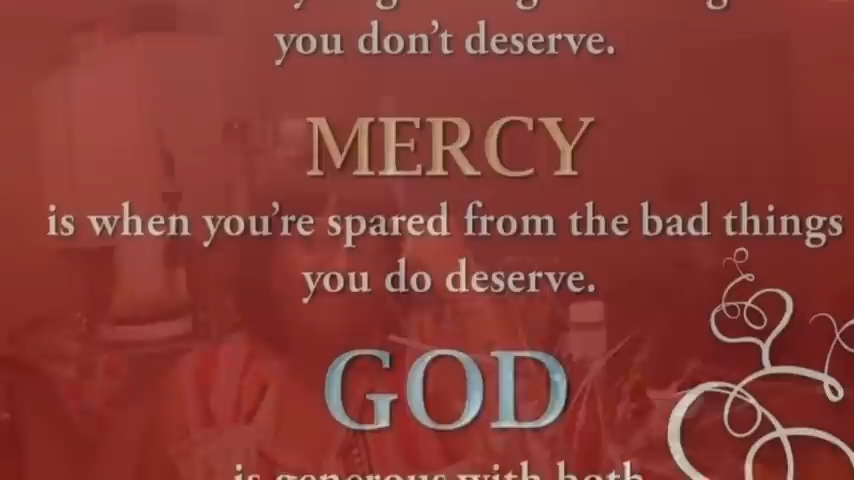 you don't deserve.
MERCY
is when you're spared from the bad things
you do deserve.
GOD
is generous with both